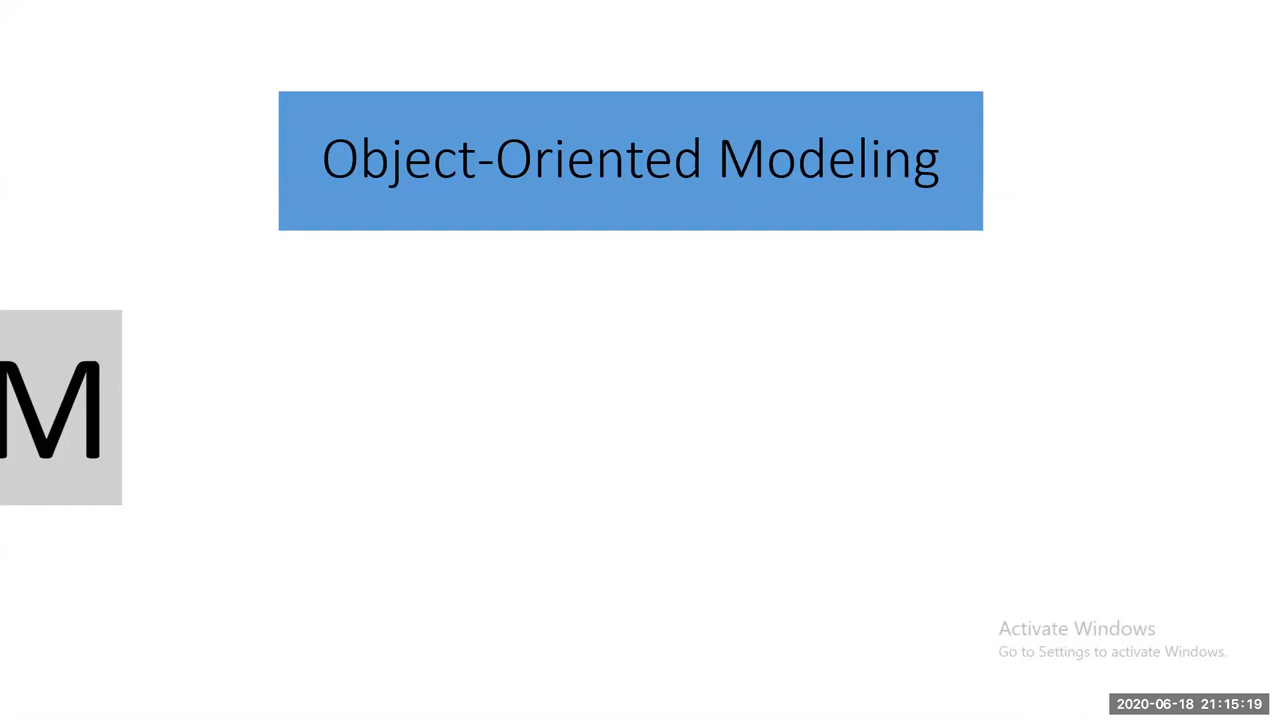 Object-Oriented Modeling
M
Activate Windows
Go to Settings to activate Windows.
2020-06-18 21:15:19